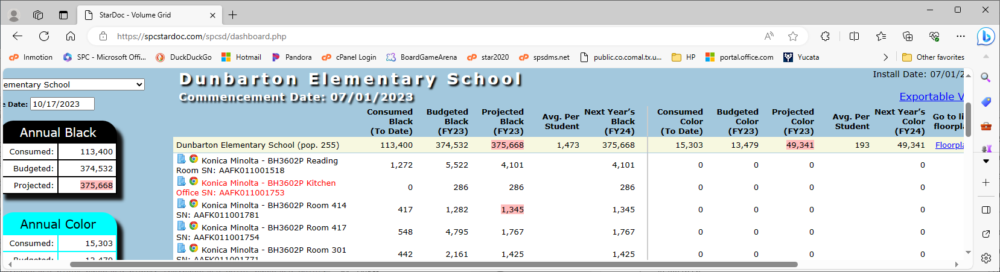 StarDoc - Volume Grid
https://spcstardoc.com/spcsd/dashboard.php
Inmotion SPC - Microsoft Offi... DuckDuckGo Hotmail Pandora cPanel Login BoardGameArena star2020 spsdms.net public.co.comal.tx.u... HP portal.office.com Yucata Other favorites
ementary School
e Date: 10/17/2023
Annual Black
Consumed: 113,400
Budgeted: 374,532
Projected: 375,668
Annual Color
Consumed: 15,303
Budgeted: 13,479
Dunbarton Elementary School
Commencement Date: 07/01/2023
Install Date: 07/01/2
Exportable V
Consumed Black (To Date) Budgeted Black (FY23) Projected Black (FY23) Avg. Per Student Next Year's Black (FY24) Consumed Color (To Date) Budgeted Color (FY23) Projected Color (FY23) Avg. Per Student Next Year's Color (FY24) Go to li floorpla
Dunbarton Elementary School (pop. 255) 113,400 374,532 375,668 1,473 375,668 15,303 13,479 49,341 193 49,341 Floorpla
Konica Minolta - BH3602P Reading
Room SN: AAFK011001518 1,272 5,522 4,101 4,101 0 0 0 0
Konica Minolta - BH3602P Kitchen
Office SN: AAFK011001753 0 286 286 286 0 0 0 0
Konica Minolta - BH3602P Room 414
SN: AAFK011001781 417 1,282 1,345 1,345 0 0 0 0
Konica Minolta - BH3602P Room 417
SN: AAFK011001754 548 4,795 1,767 1,767 0 0 0 0
Konica Minolta - BH3602P Room 301
SN: AAFK011001771 442 2,161 1,425 1,425 0 0 0 0